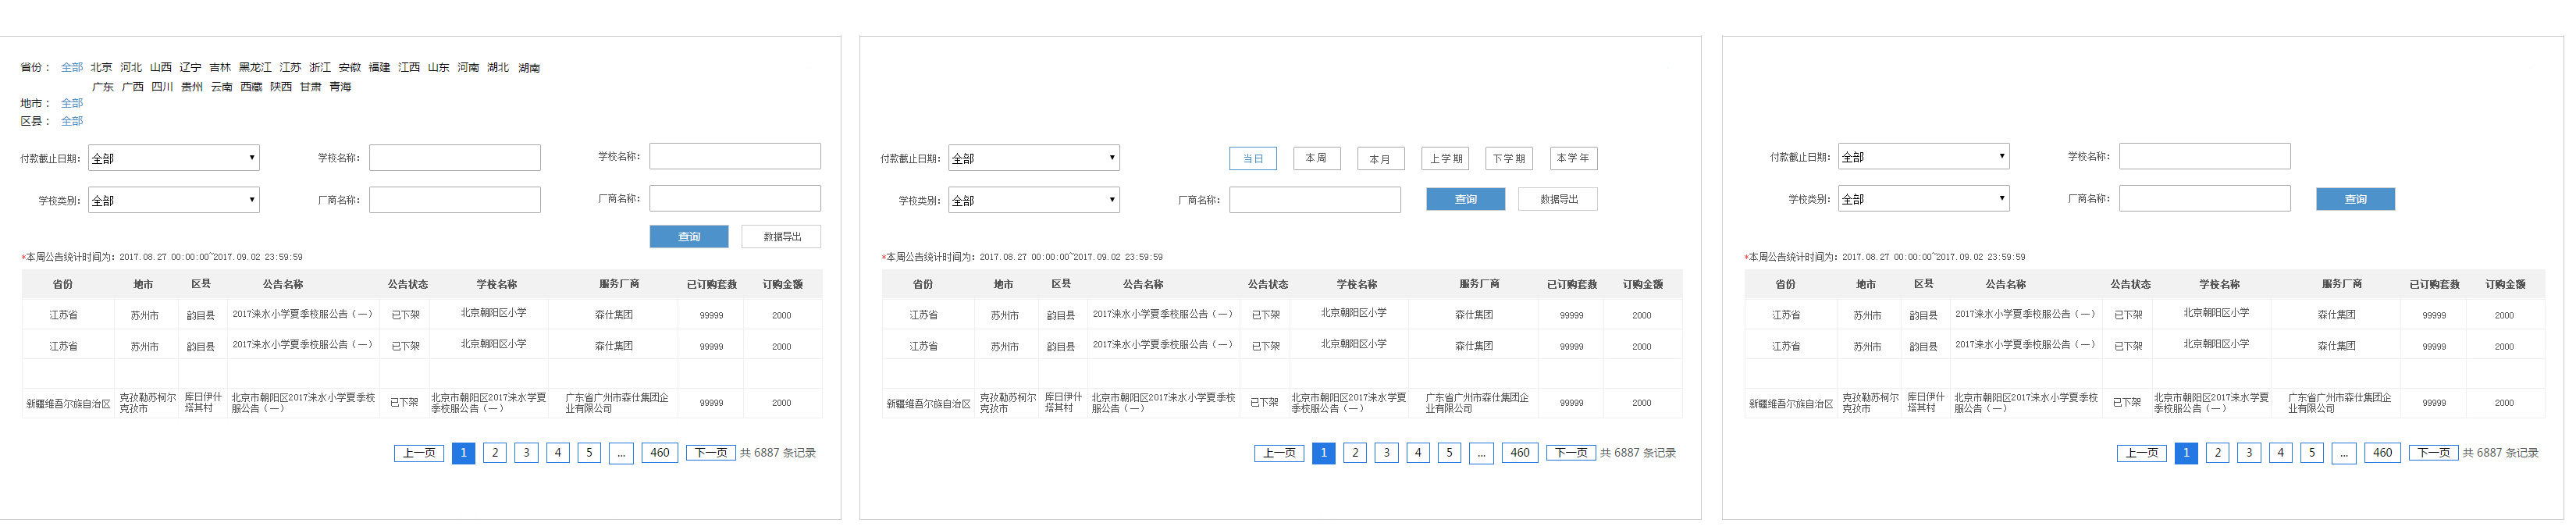 省份： 全部 北京 河北 山西 辽宁 吉林 黑龙江 江苏 浙江 安徽 福建 江西 山东 河南 湖北 湖南
广东 广西 四川 贵州 云南 西藏 陕西 甘肃 青海
地市： 全部
区县： 全部
付款截止日期: 全部 学校名称: 学校名称:
学校类别: 全部 厂商名称: 厂商名称:
查询 数据导出
*本周公告统计时间为: 2017.08.27 00:00:00~2017.09.02 23:59:59
省份 地市 区县 公告名称 公告状态 学校名称 服务厂商 已订购套数 订购金额
江苏省 苏州市 韵目县 2017涞水小学夏季校服公告（一） 已下架 北京朝阳区小学 森仕集团 99999 2000
江苏省 苏州市 韵目县 2017涞水小学夏季校服公告（一） 已下架 北京朝阳区小学 森仕集团 99999 2000
新疆维吾尔族自治区 克孜勒苏柯尔 库日伊什 北京市朝阳区2017涞水小学夏季校 已下架 北京市朝阳区2017涞水学夏 广东省广州市森仕集团企 99999 2000
克孜市 塔其村 服公告（一） 季校服公告（一） 业有限公司
上一页 1 2 3 4 5 ... 460 下一页 共 6887 条记录
付款截止日期: 全部 当日 本周 本月 上学期 下学期 本学年
学校类别: 全部 厂商名称: 查询 数据导出
*本周公告统计时间为: 2017.08.27 00:00:00~2017.09.02 23:59:59
省份 地市 区县 公告名称 公告状态 学校名称 服务厂商 已订购套数 订购金额
江苏省 苏州市 韵目县 2017涞水小学夏季校服公告（一） 已下架 北京朝阳区小学 森仕集团 99999 2000
江苏省 苏州市 韵目县 2017涞水小学夏季校服公告（一） 已下架 北京朝阳区小学 森仕集团 99999 2000
新疆维吾尔族自治区 克孜勒苏柯尔 库日伊什 北京市朝阳区2017涞水小学夏季校 已下架 北京市朝阳区2017涞水学夏 广东省广州市森仕集团企 99999 2000
克孜市 塔其村 服公告（一） 季校服公告（一） 业有限公司
上一页 1 2 3 4 5 ... 460 下一页 共 6887 条记录
付款截止日期: 全部 学校名称:
学校类别: 全部 厂商名称: 查询
*本周公告统计时间为: 2017.08.27 00:00:00~2017.09.02 23:59:59
省份 地市 区县 公告名称 公告状态 学校名称 服务厂商 已订购套数 订购金额
江苏省 苏州市 韵目县 2017涞水小学夏季校服公告（一） 已下架 北京朝阳区小学 森仕集团 99999 2000
江苏省 苏州市 韵目县 2017涞水小学夏季校服公告（一） 已下架 北京朝阳区小学 森仕集团 99999 2000
新疆维吾尔族自治区 克孜勒苏柯尔 库日伊什 北京市朝阳区2017涞水小学夏季校 已下架 北京市朝阳区2017涞水学夏 广东省广州市森仕集团企 99999 2000
克孜市 塔其村 服公告（一） 季校服公告（一） 业有限公司
上一页 1 2 3 4 5 ... 460 下一页 共 6887 条记录